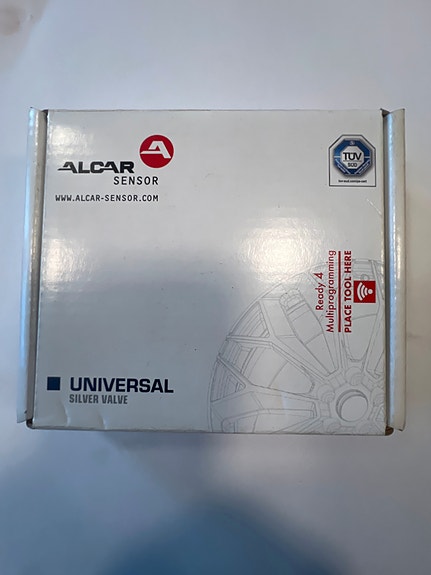 ALCAR
SENSOR
WWW.ALCAR-SENSOR.COM
TÜV
SÜD
Ready 4
Multiprogramming
PLACE TOOL HERE
UNIVERSAL
SILVER VALVE